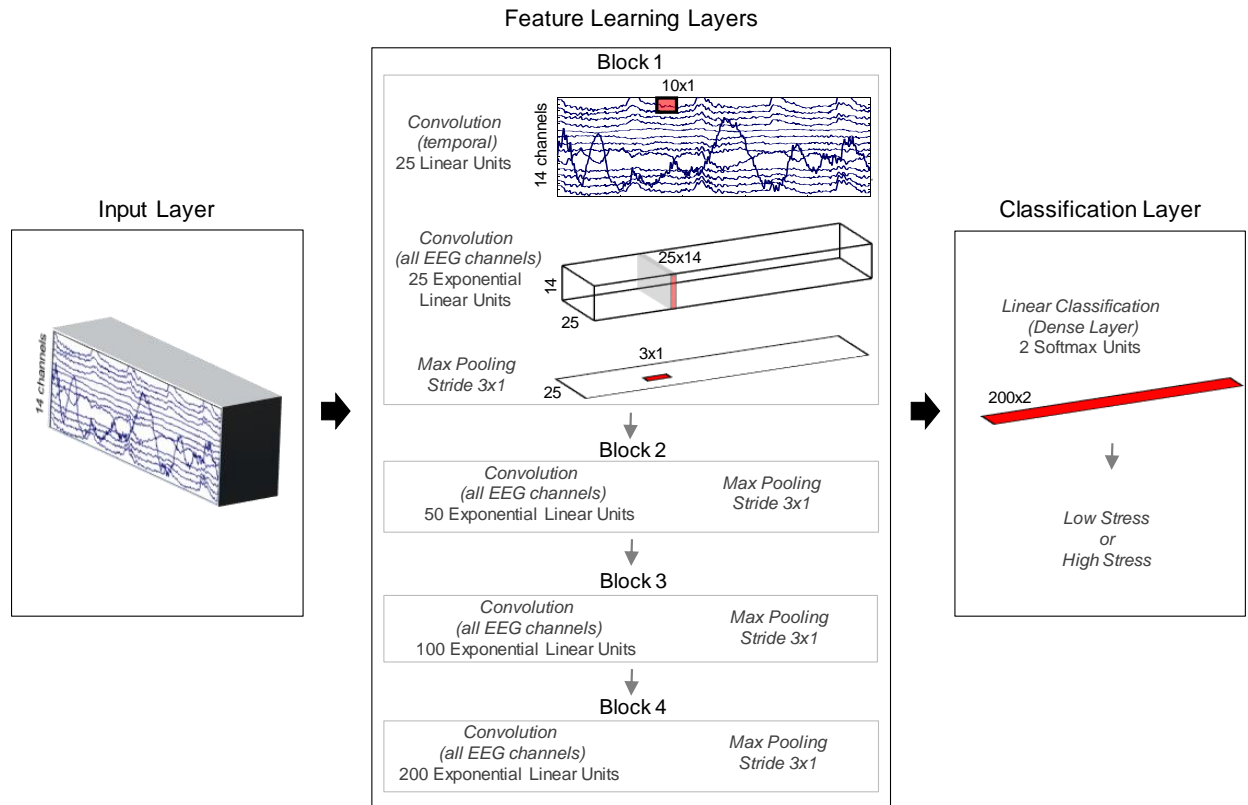 Feature Learning Layers
Input Layer
14 channels
Block 1
Convolution
(temporal)
25 Linear Units
10x1
14 channels
Convolution
(all EEG channels)
25 Exponential
Linear Units
25x14
14
25
Max Pooling
Stride 3x1
3x1
25
Block 2
Convolution
(all EEG channels)
50 Exponential Linear Units
Max Pooling
Stride 3x1
Block 3
Convolution
(all EEG channels)
100 Exponential Linear Units
Max Pooling
Stride 3x1
Block 4
Convolution
(all EEG channels)
200 Exponential Linear Units
Max Pooling
Stride 3x1
Classification Layer
Linear Classification
(Dense Layer)
2 Softmax Units
200x2
Low Stress
or
High Stress